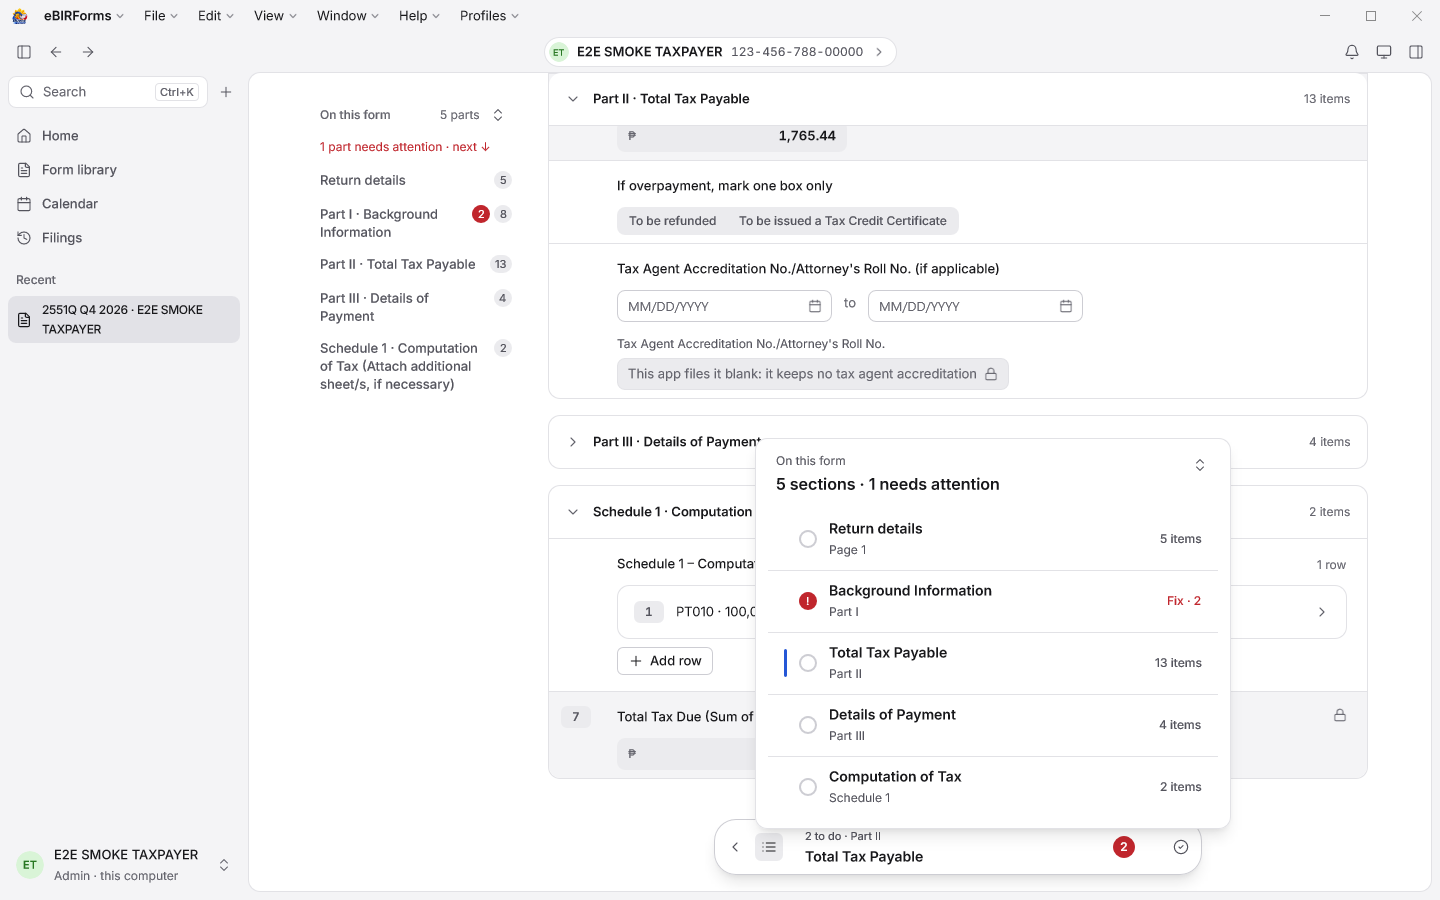 eBIRForms File Edit View Window Help Profiles
ET E2E SMOKE TAXPAYER 123-456-788-00000
Search Ctrl+K
Home
Form library
Calendar
Filings
Recent
2551Q Q4 2026 · E2E SMOKE
TAXPAYER
ET E2E SMOKE TAXPAYER
Admin · this computer
On this form 5 parts
1 part needs attention · next ↓
Return details 5
Part I · Background 2 8
Information
Part II · Total Tax Payable 13
Part III · Details of 4
Payment
Schedule 1 · Computation 2
of Tax (Attach additional
sheet/s, if necessary)
Part II · Total Tax Payable 13 items
₱ 1,765.44
If overpayment, mark one box only
To be refunded To be issued a Tax Credit Certificate
Tax Agent Accreditation No./Attorney's Roll No. (if applicable)
MM/DD/YYYY to MM/DD/YYYY
Tax Agent Accreditation No./Attorney's Roll No.
This app files it blank: it keeps no tax agent accreditation
Part III · Details of Payment 4 items
Schedule 1 · Computation 2 items
Schedule 1 – Computa 1 row
1 PT010 · 100,0
+ Add row
7 Total Tax Due (Sum of
₱
On this form
5 sections · 1 needs attention
Return details
Page 1
5 items
! Background Information
Part I
Fix · 2
Total Tax Payable
Part II
13 items
Details of Payment
Part III
4 items
Computation of Tax
Schedule 1
2 items
2 to do · Part II
Total Tax Payable
2